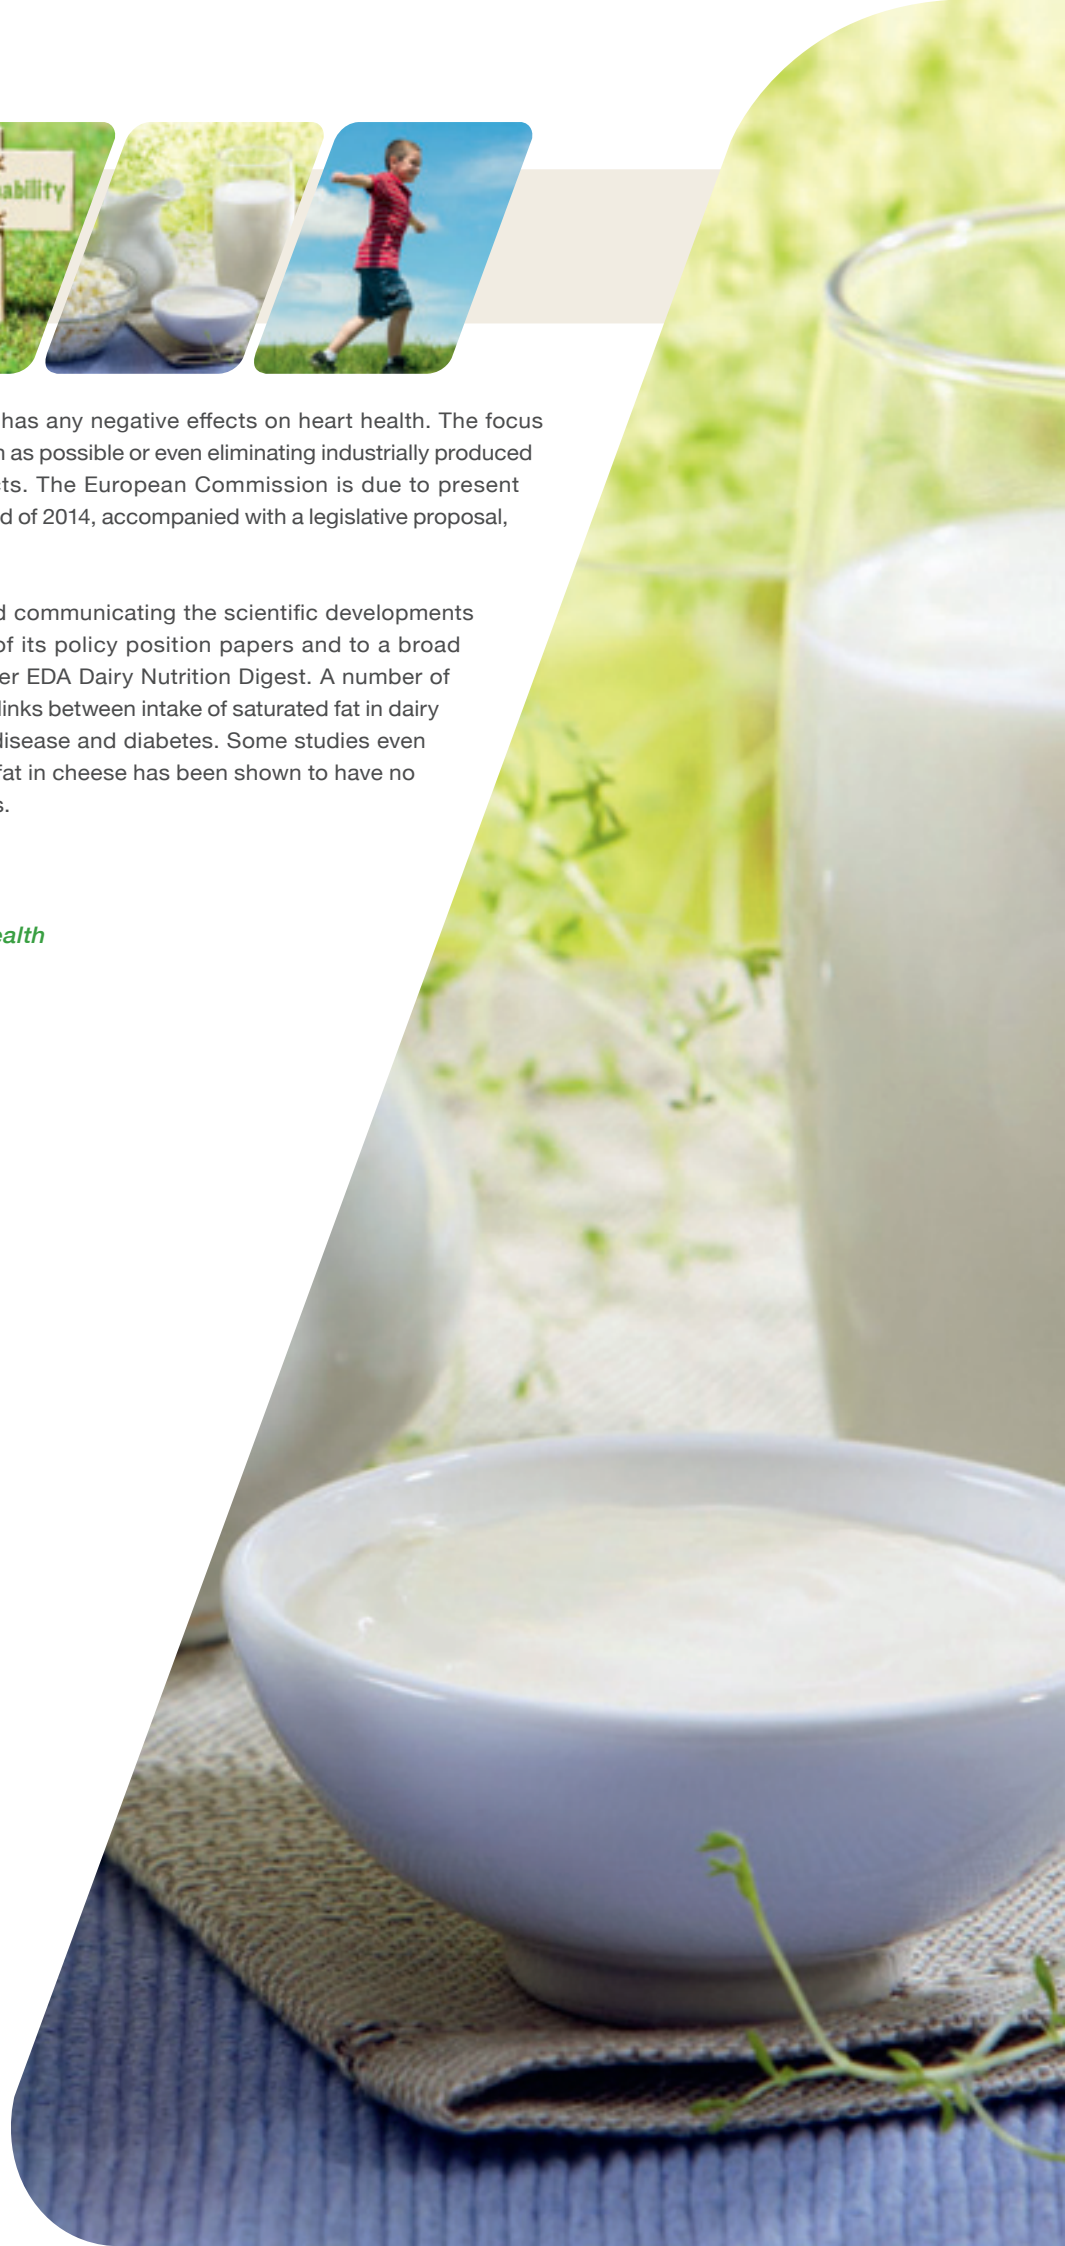 ability
has any negative effects on heart health. The focus
as possible or even eliminating industrially produced
The European Commission is due to present
of 2014, accompanied with a legislative proposal,
communicating the scientific developments
of its policy position papers and to a broad
EDA Dairy Nutrition Digest. A number of
links between intake of saturated fat in dairy
disease and diabetes. Some studies even
fat in cheese has been shown to have no